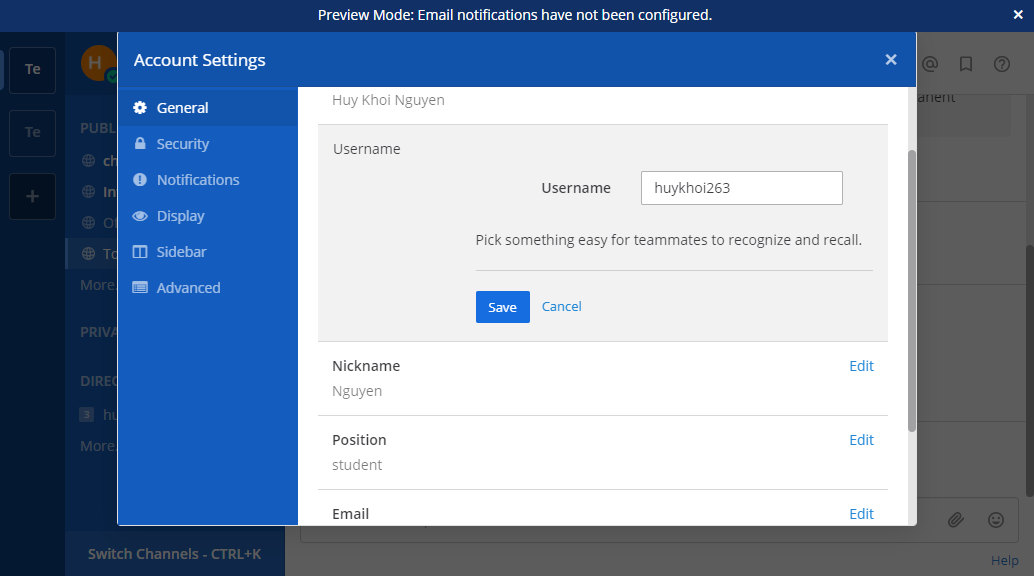 Preview Mode: Email notifications have not been configured.
Te
H
Account Settings
General
Huy Khoi Nguyen
PUBL
Security
Username
ch
Notifications
Username
huykhoi263
In
Display
Pick something easy for teammates to recognize and recall.
Sidebar
More.
Advanced
Save
Cancel
PRIVA
Nickname
Edit
DIREC
Nguyen
3
hu
Position
Edit
More.
student
Email
Edit
Te
Switch Channels - CTRL+K
Help